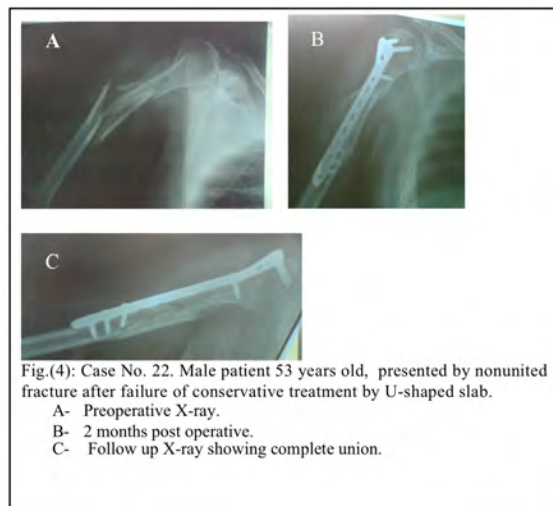 A
B
C
Fig.(4): Case No. 22. Male patient 53 years old, presented by nonunited
fracture after failure of conservative treatment by U-shaped slab.
A- Preoperative X-ray.
B- 2 months post operative.
C- Follow up X-ray showing complete union.